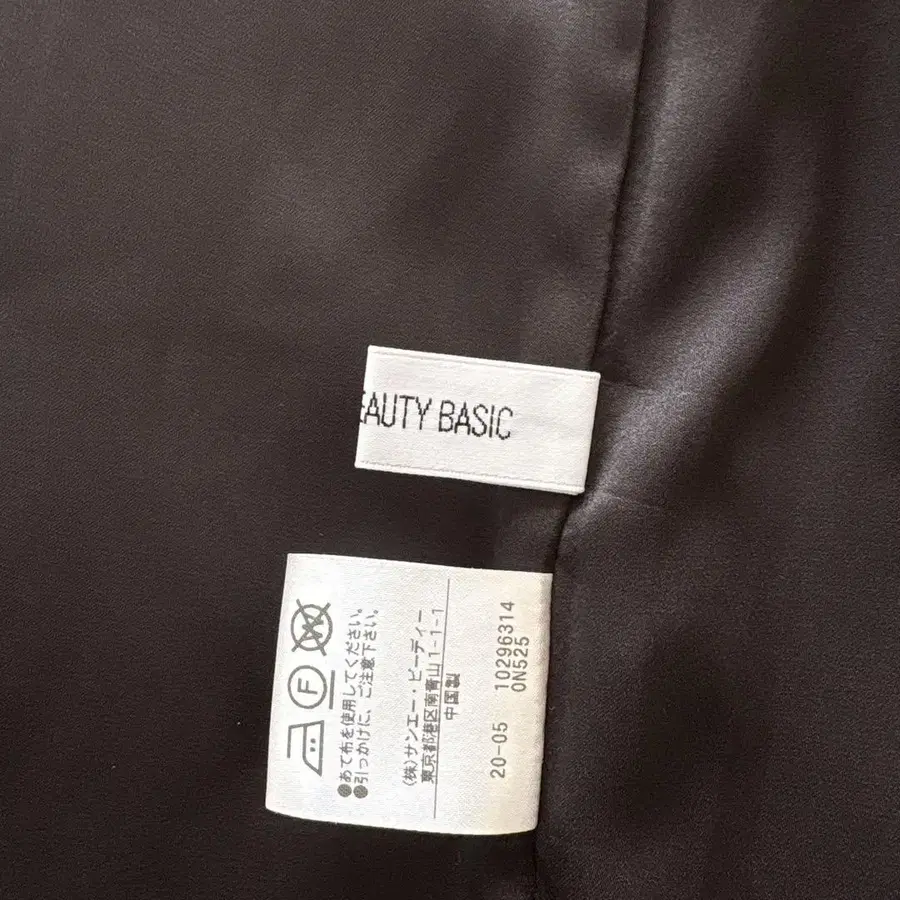 EAUTY BASIC
F
W
●あて布を使用してください。
●引っかけに、ご注意下さい。
(株)サンエー・ビーディー
東京都港区南青山1-1-1
中国製
20-05 10296314
0N525